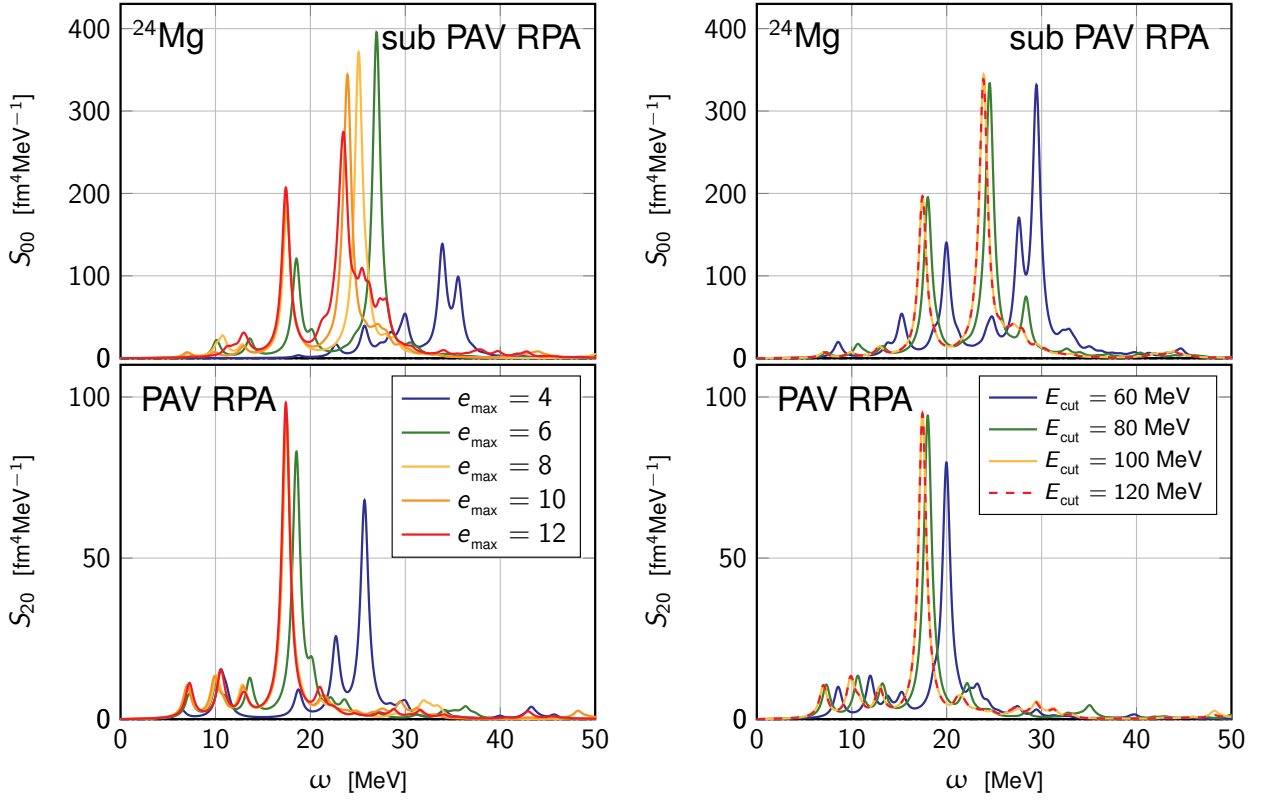 ²⁴Mg
sub PAV RPA
400
300
200
100
0
S₀₀ [fm⁴MeV⁻¹]
PAV RPA
e_max = 4
e_max = 6
e_max = 8
e_max = 10
e_max = 12
100
50
0
S₂₀ [fm⁴MeV⁻¹]
0 10 20 30 40 50
ω [MeV]
²⁴Mg
sub PAV RPA
400
300
200
100
0
S₀₀ [fm⁴MeV⁻¹]
PAV RPA
E_cut = 60 MeV
E_cut = 80 MeV
E_cut = 100 MeV
E_cut = 120 MeV
100
50
0
S₂₀ [fm⁴MeV⁻¹]
0 10 20 30 40 50
ω [MeV]